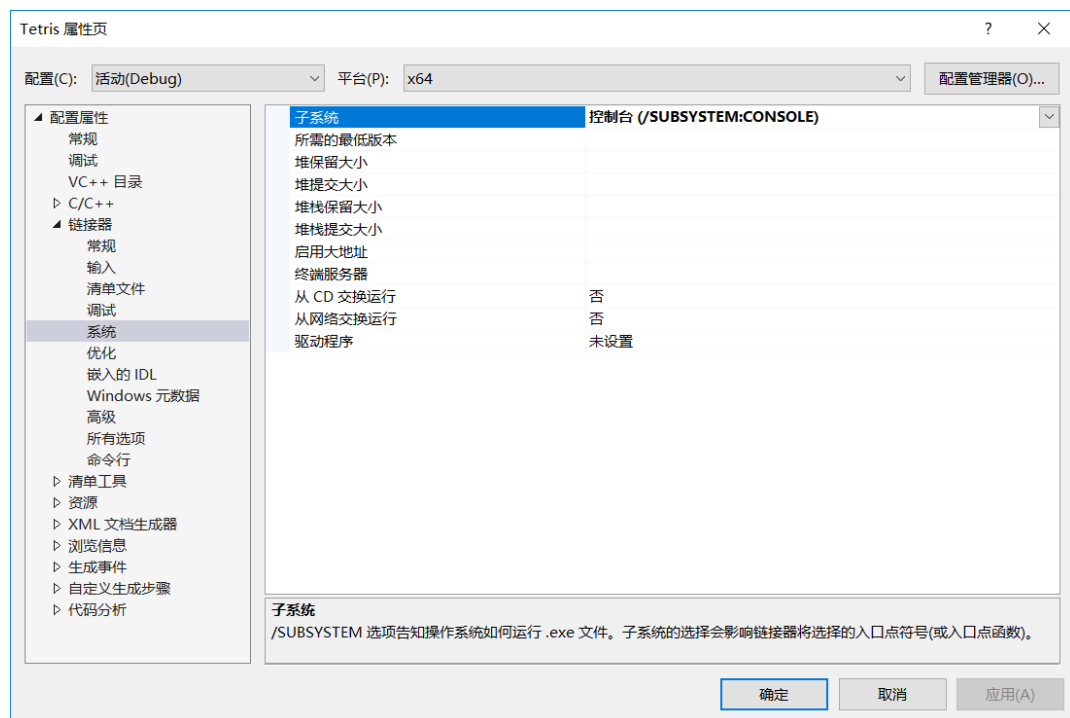 Tetris 属性页
?
配置(C): 活动(Debug) 平台(P): x64 配置管理器(O)...
配置属性
常规
调试
VC++ 目录
C/C++
链接器
常规
输入
清单文件
调试
系统
优化
嵌入的 IDL
Windows 元数据
高级
所有选项
命令行
清单工具
资源
XML 文档生成器
浏览信息
生成事件
自定义生成步骤
代码分析
子系统 控制台 (/SUBSYSTEM:CONSOLE)
所需的最低版本
堆保留大小
堆提交大小
堆栈保留大小
堆栈提交大小
启用大地址
终端服务器
从 CD 交换运行 否
从网络交换运行 否
驱动程序 未设置
子系统
/SUBSYSTEM 选项告知操作系统如何运行 .exe 文件。子系统的选择会影响链接器将选择的入口点符号(或入口点函数)。
确定 取消 应用(A)